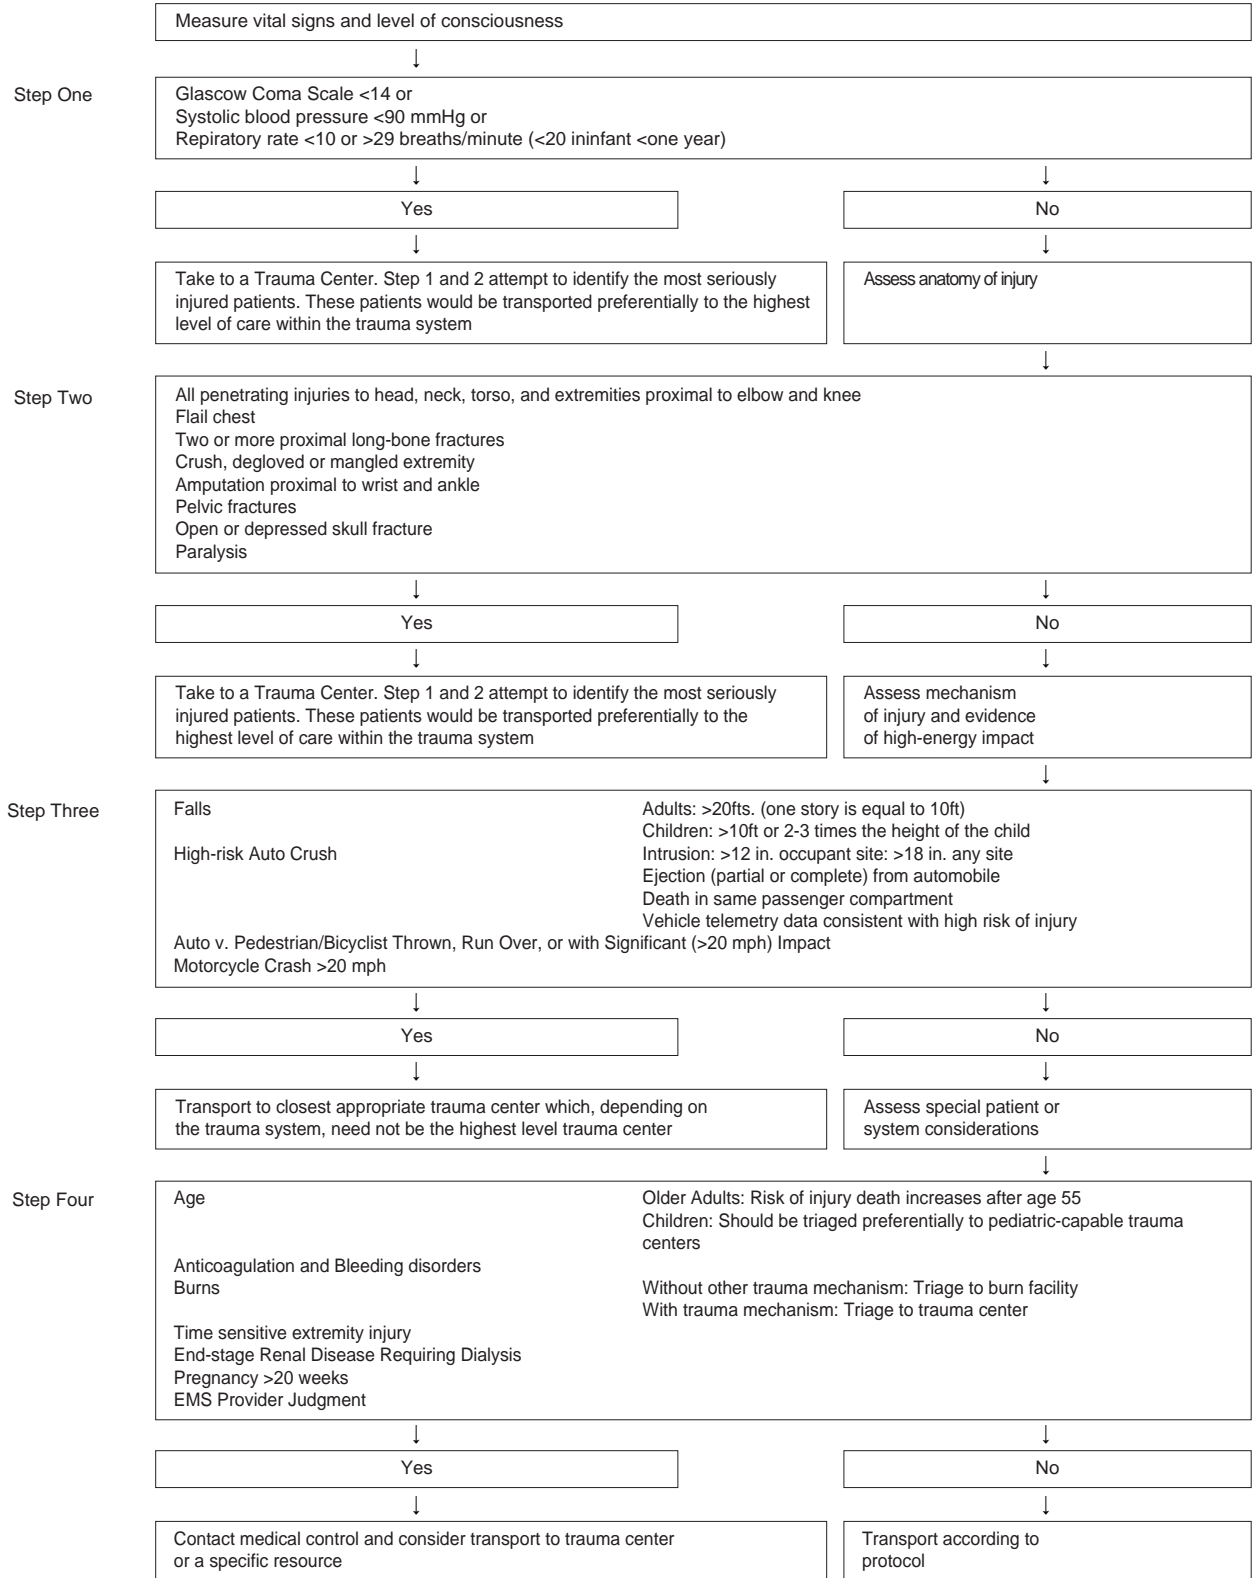 Measure vital signs and level of consciousness
↓
Step One
Glascow Coma Scale <14 or
Systolic blood pressure <90 mmHg or
Repiratory rate <10 or >29 breaths/minute (<20 ininfant <one year)
↓ ↓
Yes No
↓ ↓
Take to a Trauma Center. Step 1 and 2 attempt to identify the most seriously
injured patients. These patients would be transported preferentially to the highest
level of care within the trauma system
Assess anatomy of injury
↓
Step Two
All penetrating injuries to head, neck, torso, and extremities proximal to elbow and knee
Flail chest
Two or more proximal long-bone fractures
Crush, degloved or mangled extremity
Amputation proximal to wrist and ankle
Pelvic fractures
Open or depressed skull fracture
Paralysis
↓ ↓
Yes No
↓ ↓
Take to a Trauma Center. Step 1 and 2 attempt to identify the most seriously
injured patients. These patients would be transported preferentially to the
highest level of care within the trauma system
Assess mechanism
of injury and evidence
of high-energy impact
↓
Step Three
Falls Adults: >20fts. (one story is equal to 10ft)
Children: >10ft or 2-3 times the height of the child
High-risk Auto Crush Intrusion: >12 in. occupant site: >18 in. any site
Ejection (partial or complete) from automobile
Death in same passenger compartment
Vehicle telemetry data consistent with high risk of injury
Auto v. Pedestrian/Bicyclist Thrown, Run Over, or with Significant (>20 mph) Impact
Motorcycle Crash >20 mph
↓ ↓
Yes No
↓ ↓
Transport to closest appropriate trauma center which, depending on
the trauma system, need not be the highest level trauma center
Assess special patient or
system considerations
↓
Step Four
Age Older Adults: Risk of injury death increases after age 55
Children: Should be triaged preferentially to pediatric-capable trauma
centers
Anticoagulation and Bleeding disorders
Burns Without other trauma mechanism: Triage to burn facility
With trauma mechanism: Triage to trauma center
Time sensitive extremity injury
End-stage Renal Disease Requiring Dialysis
Pregnancy >20 weeks
EMS Provider Judgment
↓ ↓
Yes No
↓ ↓
Contact medical control and consider transport to trauma center
or a specific resource
Transport according to
protocol